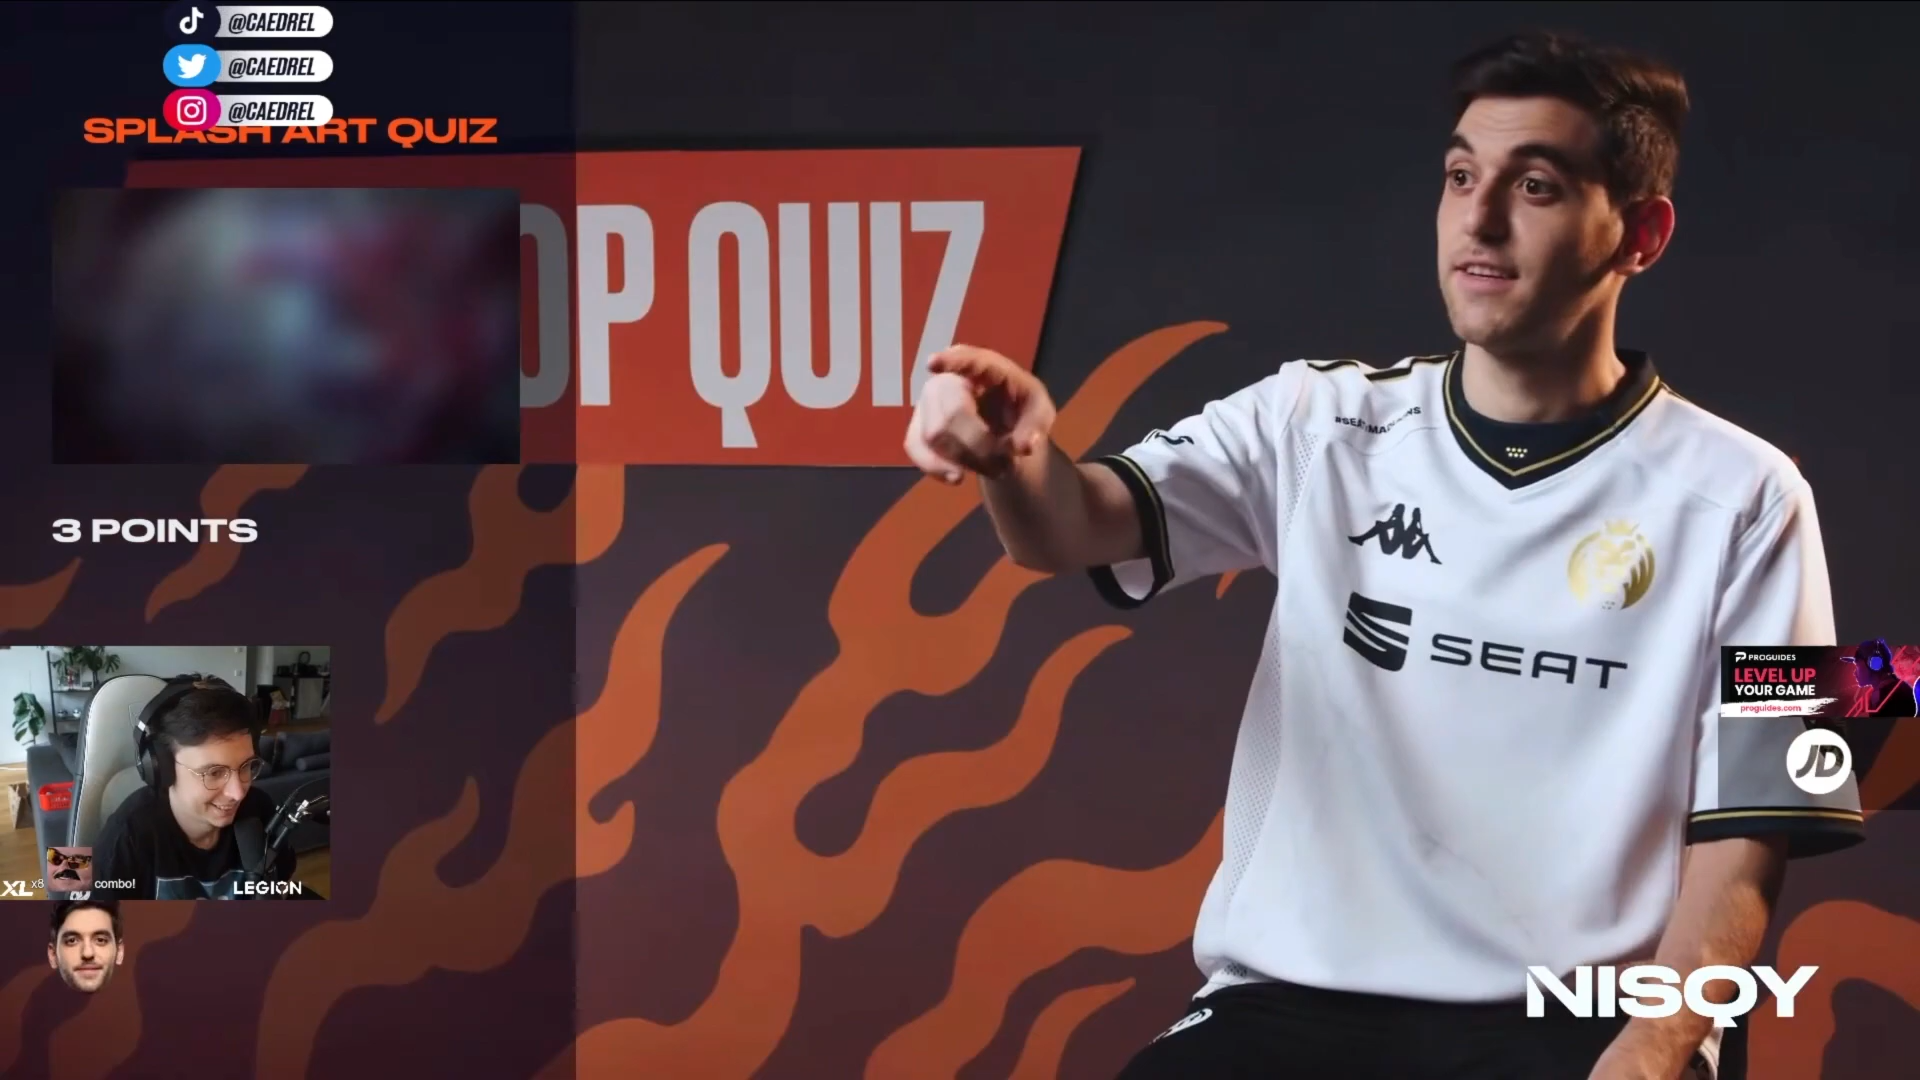 @CAEDREL
@CAEDREL
@CAEDREL
SPLASH ART QUIZ
OP QUIZ
3 POINTS
SEAT
PROGUIDES
LEVEL UP
YOUR GAME
proguides.com
JD
XL x8 combo!
LEGION
NISQY